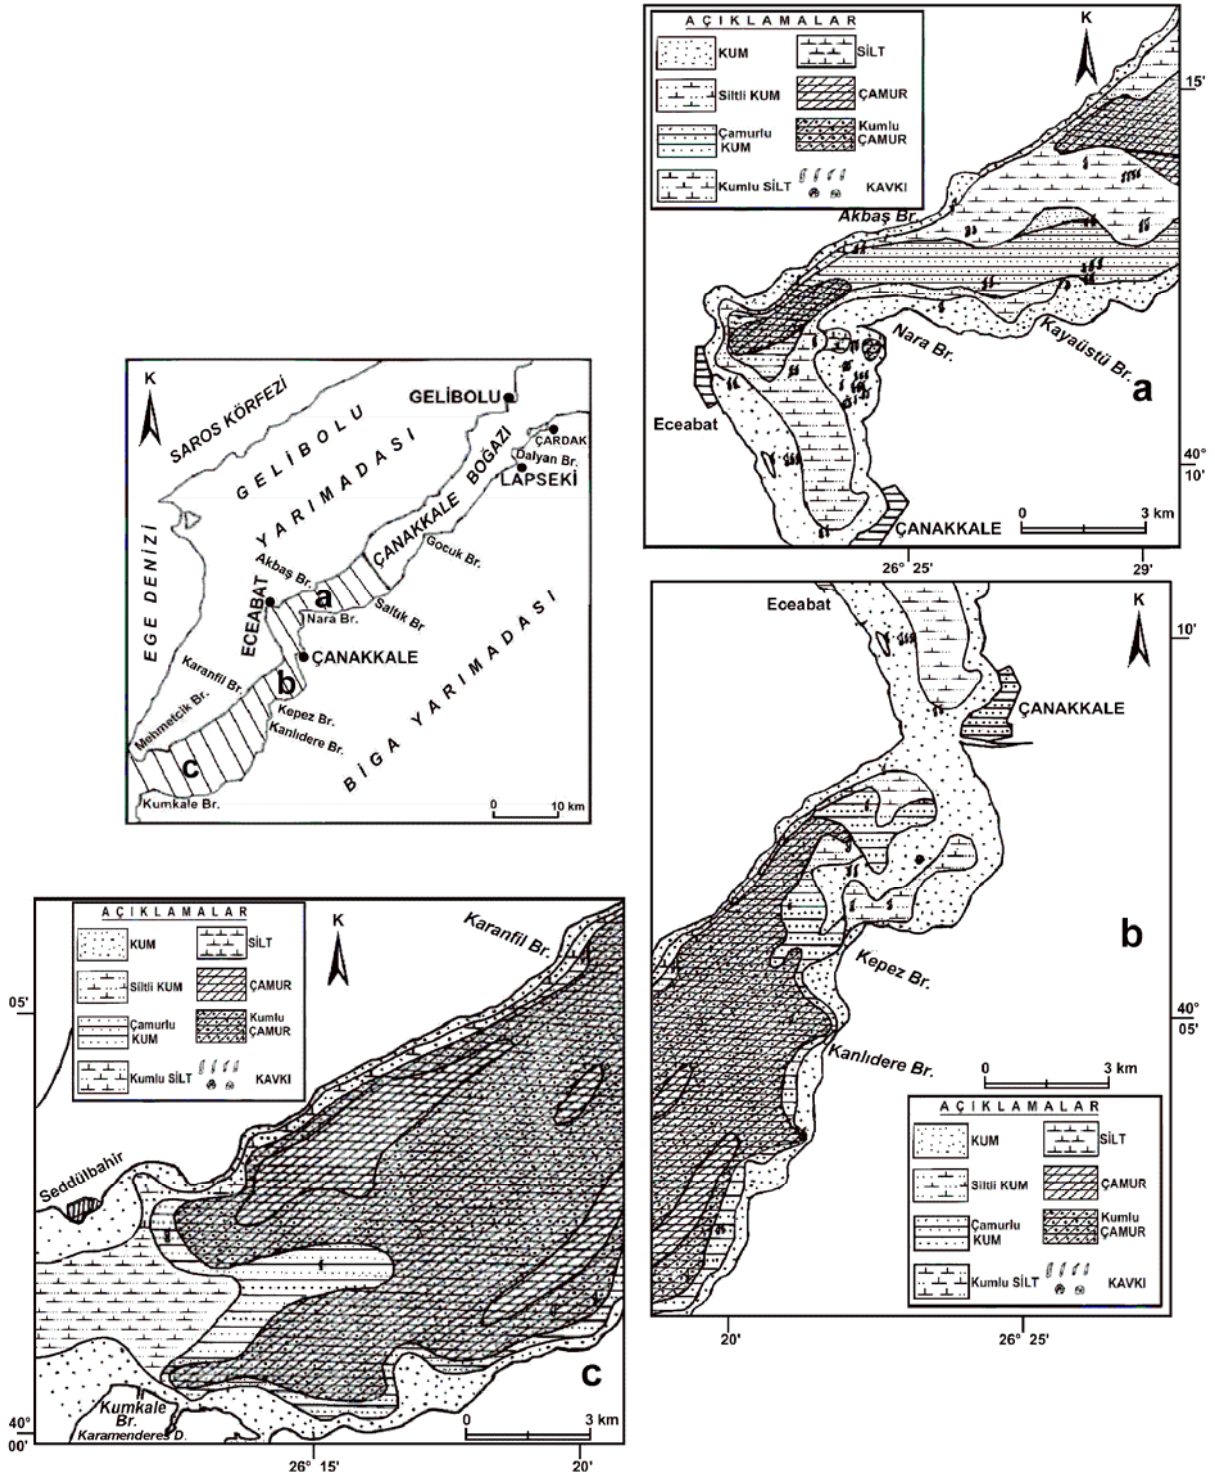 A Ç I K L A M A L A R
KUM
SİLT
Siltli KUM
ÇAMUR
Çamurlu
KUM
Kumlu
ÇAMUR
Kumlu SİLT
KAVKI
K
15'
Akbaş Br.
Nara Br.
Kayaüstü Br.
a
Eceabat
ÇANAKKALE
40°
10'
0 3 km
26° 25'
29'
K
SAROS KÖRFEZİ
GELİBOLU
YARIMADASI
GELİBOLU
ÇARDAK
Dalyan Br.
LAPSEKİ
ÇANAKKALE BOĞAZI
EGE DENİZİ
Gocuk Br.
Akbaş Br.
ECEABAT
a
Saltık Br
Nara Br.
ÇANAKKALE
Karanfil Br.
b
Kepez Br.
Kanlıdere Br.
Mehmetcik Br.
c
BİGA YARIMADASI
Kumkale Br.
0 10 km
Eceabat
K
10'
ÇANAKKALE
b
Kepez Br.
40°
05'
Kanlıdere Br.
0 3 km
A Ç I K L A M A L A R
KUM
SİLT
Siltli KUM
ÇAMUR
Çamurlu
KUM
Kumlu
ÇAMUR
Kumlu SİLT
KAVKI
20'
26° 25'
A Ç I K L A M A L A R
KUM
SİLT
Siltli KUM
ÇAMUR
Çamurlu
KUM
Kumlu
ÇAMUR
Kumlu SİLT
KAVKI
K
Karanfil Br.
05'
Seddülbahir
c
Kumkale
Br.
Karamenderes D.
0 3 km
40°
00'
26° 15'
20'